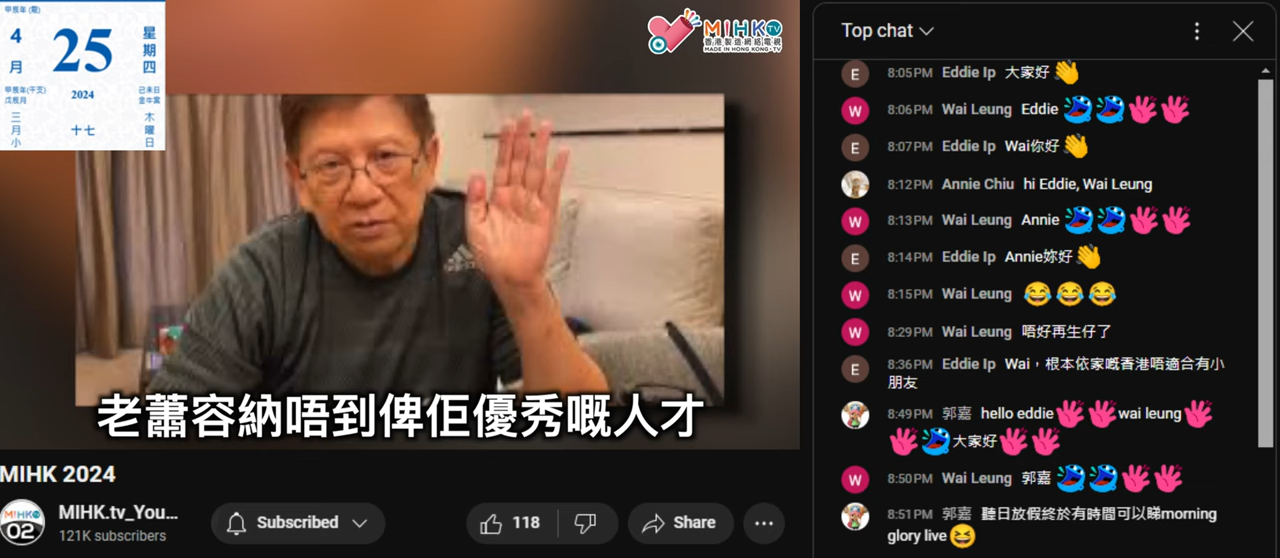 甲辰年 (龍)
4
月
25
星
期
四
甲辰年(干支)
戊辰月
2024
己未日
三
月
小
十七
木
曜
日
MIHK TV
香港製造網絡電視
MADE IN HONG KONG • TV
adidas
老蕭容納唔到俾佢優秀嘅人才
MIHK 2024
MIHK
02
MIHK.tv_You...
121K subscribers
Subscribed
118
Share
Top chat
E
8:05 PM Eddie Ip 大家好👋
W
8:06 PM Wai Leung Eddie
E
8:07 PM Eddie Ip Wai你好👋
8:12 PM Annie Chiu hi Eddie, Wai Leung
W
8:13 PM Wai Leung Annie
E
8:14 PM Eddie Ip Annie妳好👋
W
8:15 PM Wai Leung 😂😂😂
W
8:29 PM Wai Leung 唔好再生仔了
E
8:36 PM Eddie Ip Wai，根本依家嘅香港唔適合有小
朋友
8:49 PM 郭嘉 hello eddie wai leung
大家好
W
8:50 PM Wai Leung 郭嘉
8:51 PM 郭嘉 聽日放假終於有時間可以睇morning
glory live😆